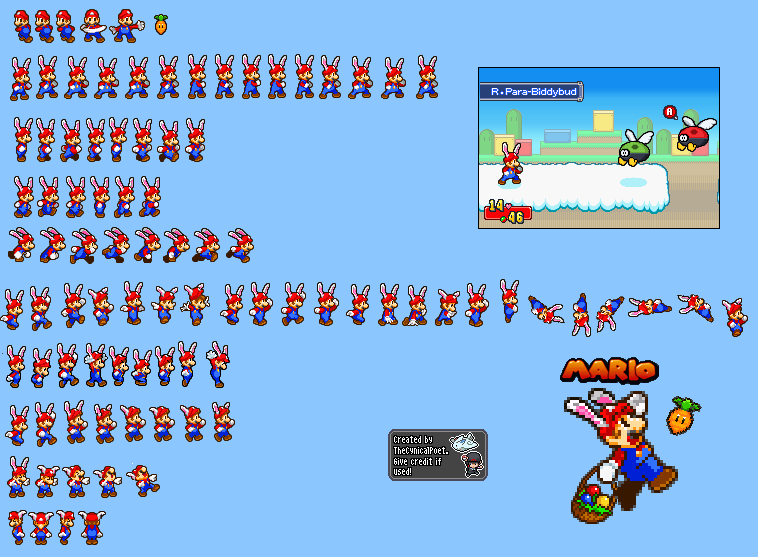 R.Para-Biddybud
A
14
46
MARIO
Created by
TheCynicalPoet.
Give credit if
used!